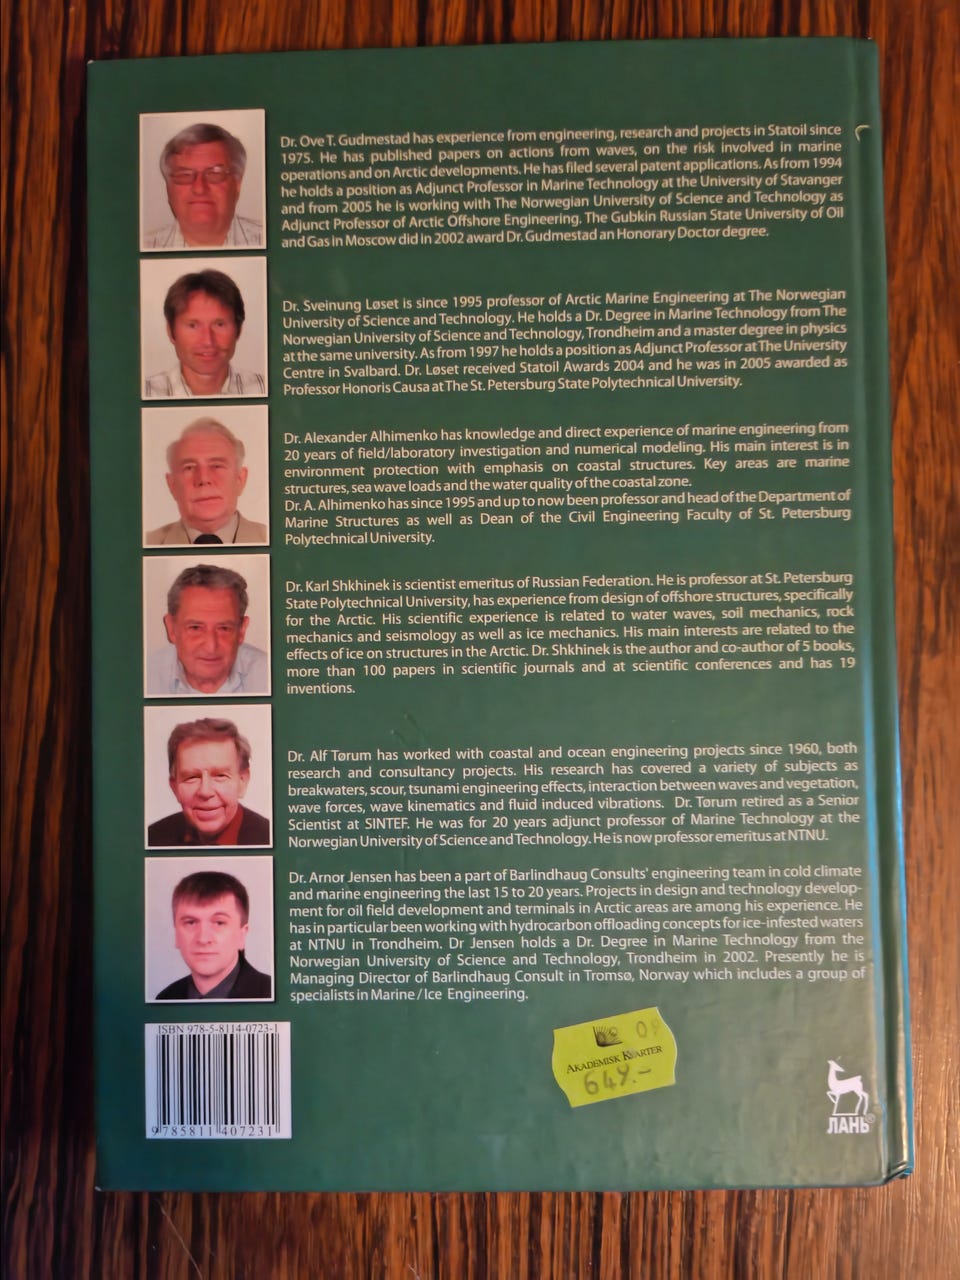 Dr. Ove T. Gudmestad has experience from engineering, research and projects in Statoil since
1975. He has published papers on actions from waves, on the risk involved in marine
operations and on Arctic developments. He has filed several patent applications. As from 1994
he holds a position as Adjunct Professor in Marine Technology at the University of Stavanger
and from 2005 he is working with The Norwegian University of Science and Technology as
Adjunct Professor of Arctic Offshore Engineering. The Gubkin Russian State University of Oil
and Gas in Moscow did in 2002 award Dr. Gudmestad an Honorary Doctor degree.
Dr. Sveinung Løset is since 1995 professor of Arctic Marine Engineering at The Norwegian
University of Science and Technology. He holds a Dr. Degree in Marine Technology from The
Norwegian University of Science and Technology, Trondheim and a master degree in physics
at the same university. As from 1997 he holds a position as Adjunct Professor at The University
Centre in Svalbard. Dr. Løset received Statoil Awards 2004 and he was in 2005 awarded as
Professor Honoris Causa at The St. Petersburg State Polytechnical University.
Dr. Alexander Alhimenko has knowledge and direct experience of marine engineering from
20 years of field/laboratory investigation and numerical modeling. His main interest is in
environment protection with emphasis on coastal structures. Key areas are marine
structures, sea wave loads and the water quality of the coastal zone.
Dr. A. Alhimenko has since 1995 and up to now been professor and head of the Department of
Marine Structures as well as Dean of the Civil Engineering Faculty of St. Petersburg
Polytechnical University.
Dr. Karl Shkhinek is scientist emeritus of Russian Federation. He is professor at St. Petersburg
State Polytechnical University, has experience from design of offshore structures, specifically
for the Arctic. His scientific experience is related to water waves, soil mechanics, rock
mechanics and seismology as well as ice mechanics. His main interests are related to the
effects of ice on structures in the Arctic. Dr. Shkhinek is the author and co-author of 5 books,
more than 100 papers in scientific journals and at scientific conferences and has 19
inventions.
Dr. Alf Tørum has worked with coastal and ocean engineering projects since 1960, both
research and consultancy projects. His research has covered a variety of subjects as
breakwaters, scour, tsunami engineering effects, interaction between waves and vegetation,
wave forces, wave kinematics and fluid induced vibrations. Dr. Tørum retired as a Senior
Scientist at SINTEF. He was for 20 years adjunct professor of Marine Technology at the
Norwegian University of Science and Technology. He is now professor emeritus at NTNU.
Dr. Arnor Jensen has been a part of Barlindhaug Consults' engineering team in cold climate
and marine engineering the last 15 to 20 years. Projects in design and technology develop-
ment for oil field development and terminals in Arctic areas are among his experience. He
has in particular been working with hydrocarbon offloading concepts for ice-infested waters
at NTNU in Trondheim. Dr Jensen holds a Dr. Degree in Marine Technology from the
Norwegian University of Science and Technology, Trondheim in 2002. Presently he is
Managing Director of Barlindhaug Consult in Tromsø, Norway which includes a group of
specialists in Marine / Ice Engineering.
ISBN 978-5-8114-0723-1
9 785811 407231
09
AKADEMISK KVARTER
649.-
ЛАНЬ®